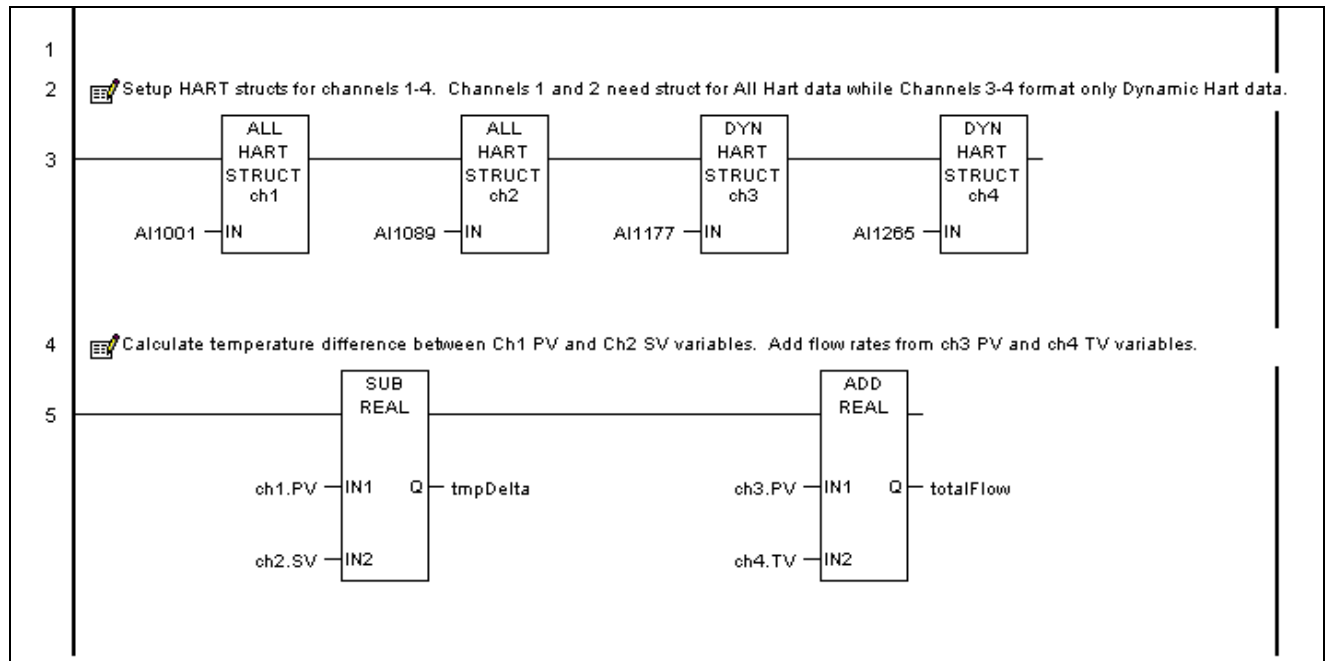 1
2 Setup HART structs for channels 1-4. Channels 1 and 2 need struct for All Hart data while Channels 3-4 format only Dynamic Hart data.
ALL ALL DYN DYN
HART HART HART HART
3 STRUCT STRUCT STRUCT STRUCT
ch1 ch2 ch3 ch4
AI1001 IN AI1089 IN AI1177 IN AI1265 IN
4 Calculate temperature difference between Ch1 PV and Ch2 SV variables. Add flow rates from ch3 PV and ch4 TV variables.
SUB ADD
5 REAL REAL
ch1.PV IN1 Q tmpDelta ch3.PV IN1 Q totalFlow
ch2.SV IN2 ch4.TV IN2